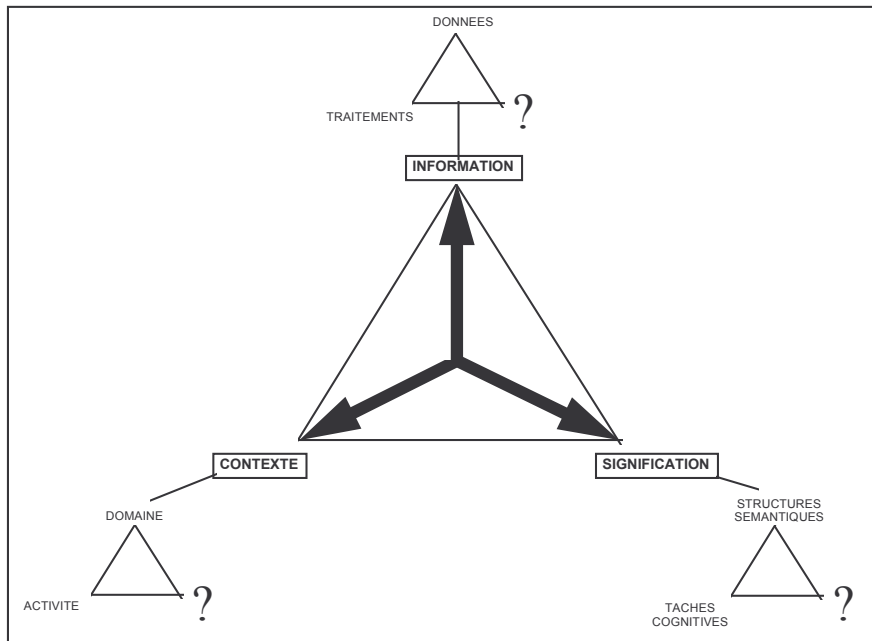 DONNEES
TRAITEMENTS
?
INFORMATION
CONTEXTE
SIGNIFICATION
DOMAINE
ACTIVITE
?
STRUCTURES
SEMANTIQUES
TACHES
COGNITIVES
?